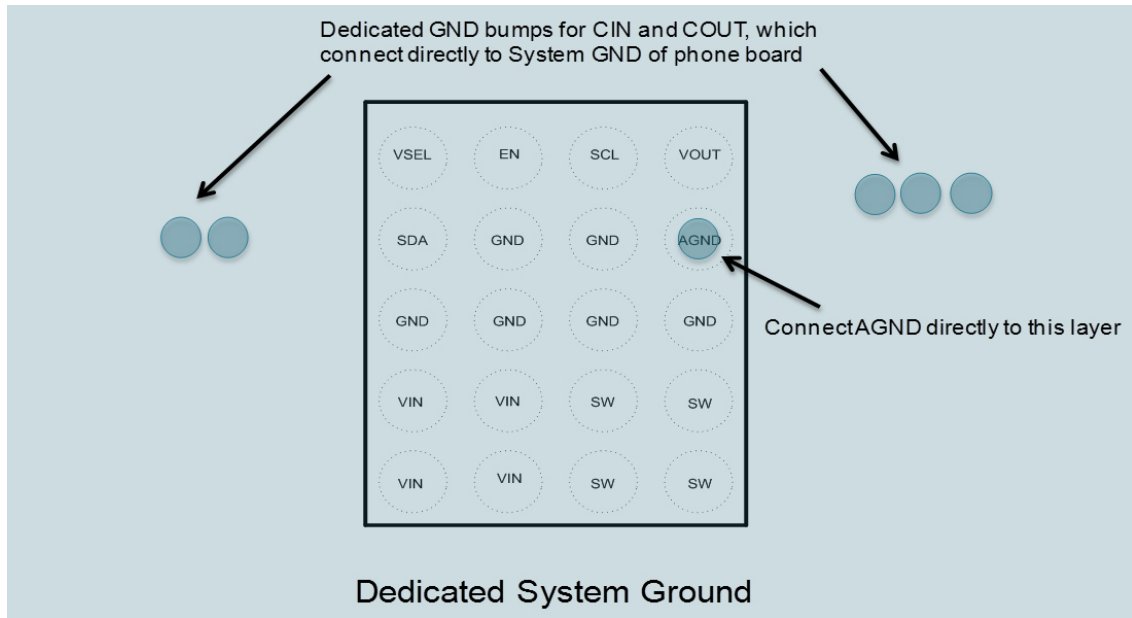 Dedicated GND bumps for CIN and COUT, which
connect directly to System GND of phone board
VSEL EN SCL VOUT
SDA GND GND AGND
GND GND GND GND
ConnectAGND directly to this layer
VIN VIN SW SW
VIN VIN SW SW
Dedicated System Ground